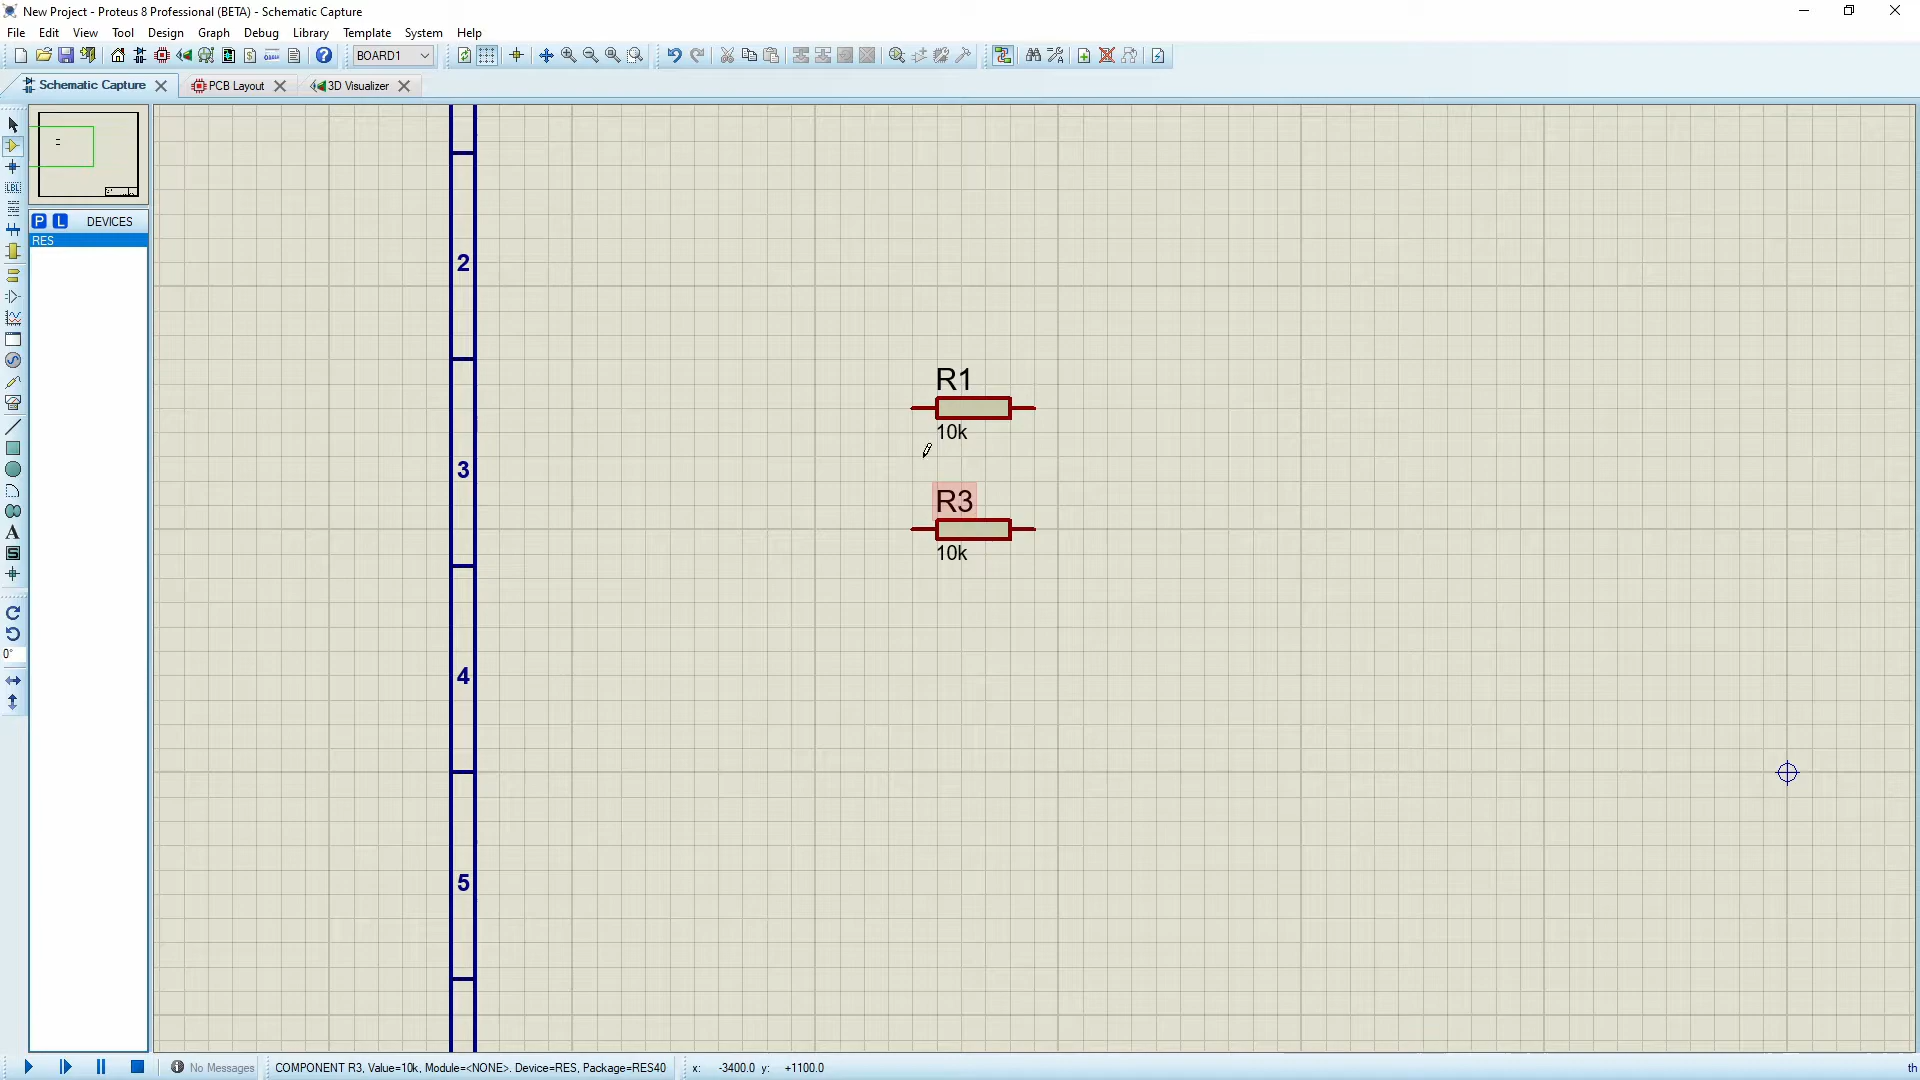 New Project - Proteus 8 Professional (BETA) - Schematic Capture
File Edit View Tool Design Graph Debug Library Template System Help
BOARD1
Schematic Capture PCB Layout 3D Visualizer
P L DEVICES
RES
LBL
A
S
0°
2
3
4
5
R1
10k
R3
10k
No Messages COMPONENT R3, Value=10k, Module=<NONE>. Device=RES, Package=RES40 x: -3400.0 y: +1100.0 th